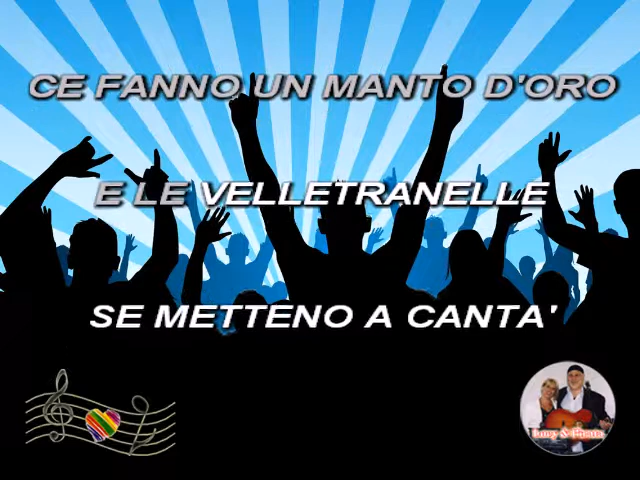 CE FANNO UN MANTO D'ORO
E LE VELLETRANELLE
SE METTENO A CANTA'